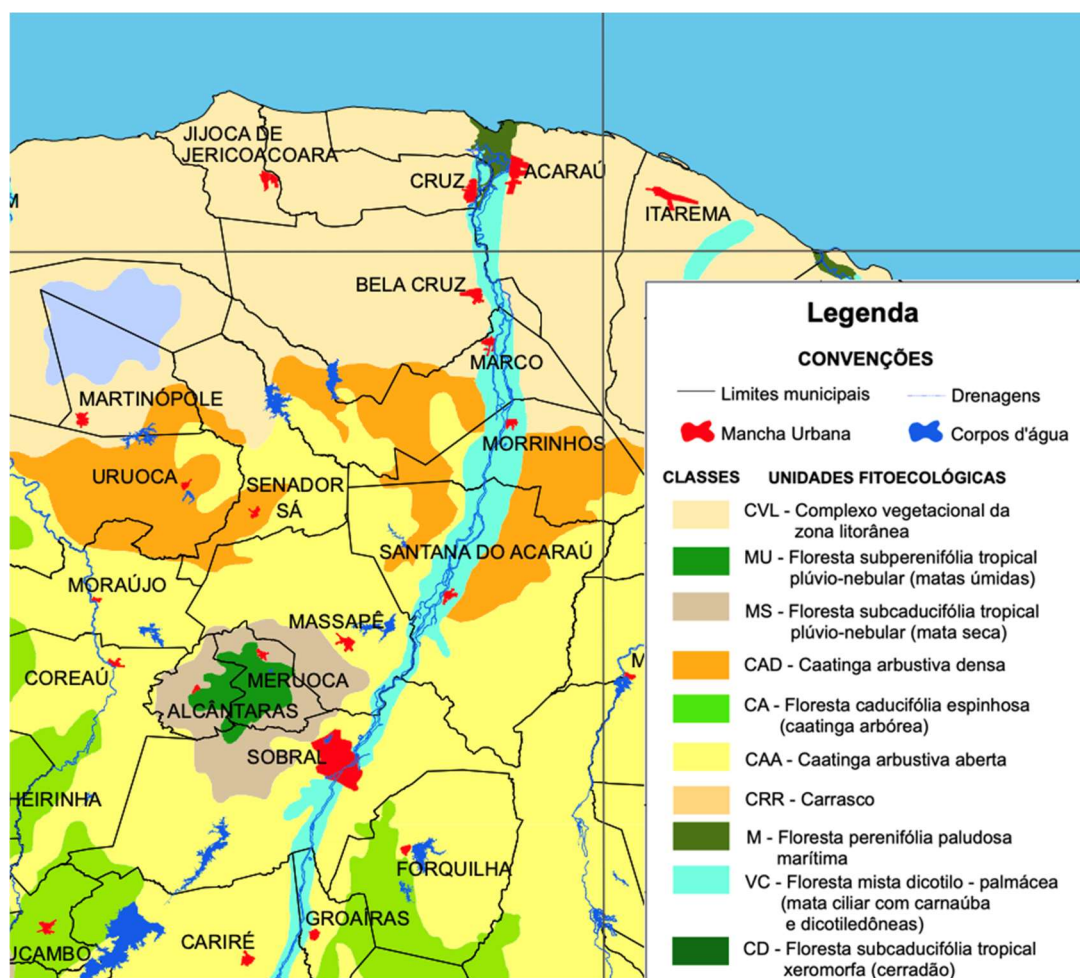 JIJOCA DE
JERICOACOARA
CRUZ
ACARAÚ
M
ITAREMA
BELA CRUZ
MARCO
MARTINÓPOLE
MORRINHOS
URUOCA
SENADOR
SÁ
SANTANA DO ACARAÚ
MORAÚJO
MASSAPÊ
COREAÚ
MERUOCA
M
ALCÂNTARAS
SOBRAL
HEIRINHA
FORQUILHA
GROAÍRAS
UCAMBO
CARIRÉ
Legenda
CONVENÇÕES
Limites municipais
Drenagens
Mancha Urbana
Corpos d'água
CLASSES UNIDADES FITOECOLÓGICAS
CVL - Complexo vegetacional da
zona litorânea
MU - Floresta subperenifólia tropical
plúvio-nebular (matas úmidas)
MS - Floresta subcaducifólia tropical
plúvio-nebular (mata seca)
CAD - Caatinga arbustiva densa
CA - Floresta caducifólia espinhosa
(caatinga arbórea)
CAA - Caatinga arbustiva aberta
CRR - Carrasco
M - Floresta perenifólia paludosa
marítima
VC - Floresta mista dicotilo - palmácea
(mata ciliar com carnaúba
e dicotiledôneas)
CD - Floresta subcaducifólia tropical
xeromorfa (cerradão)